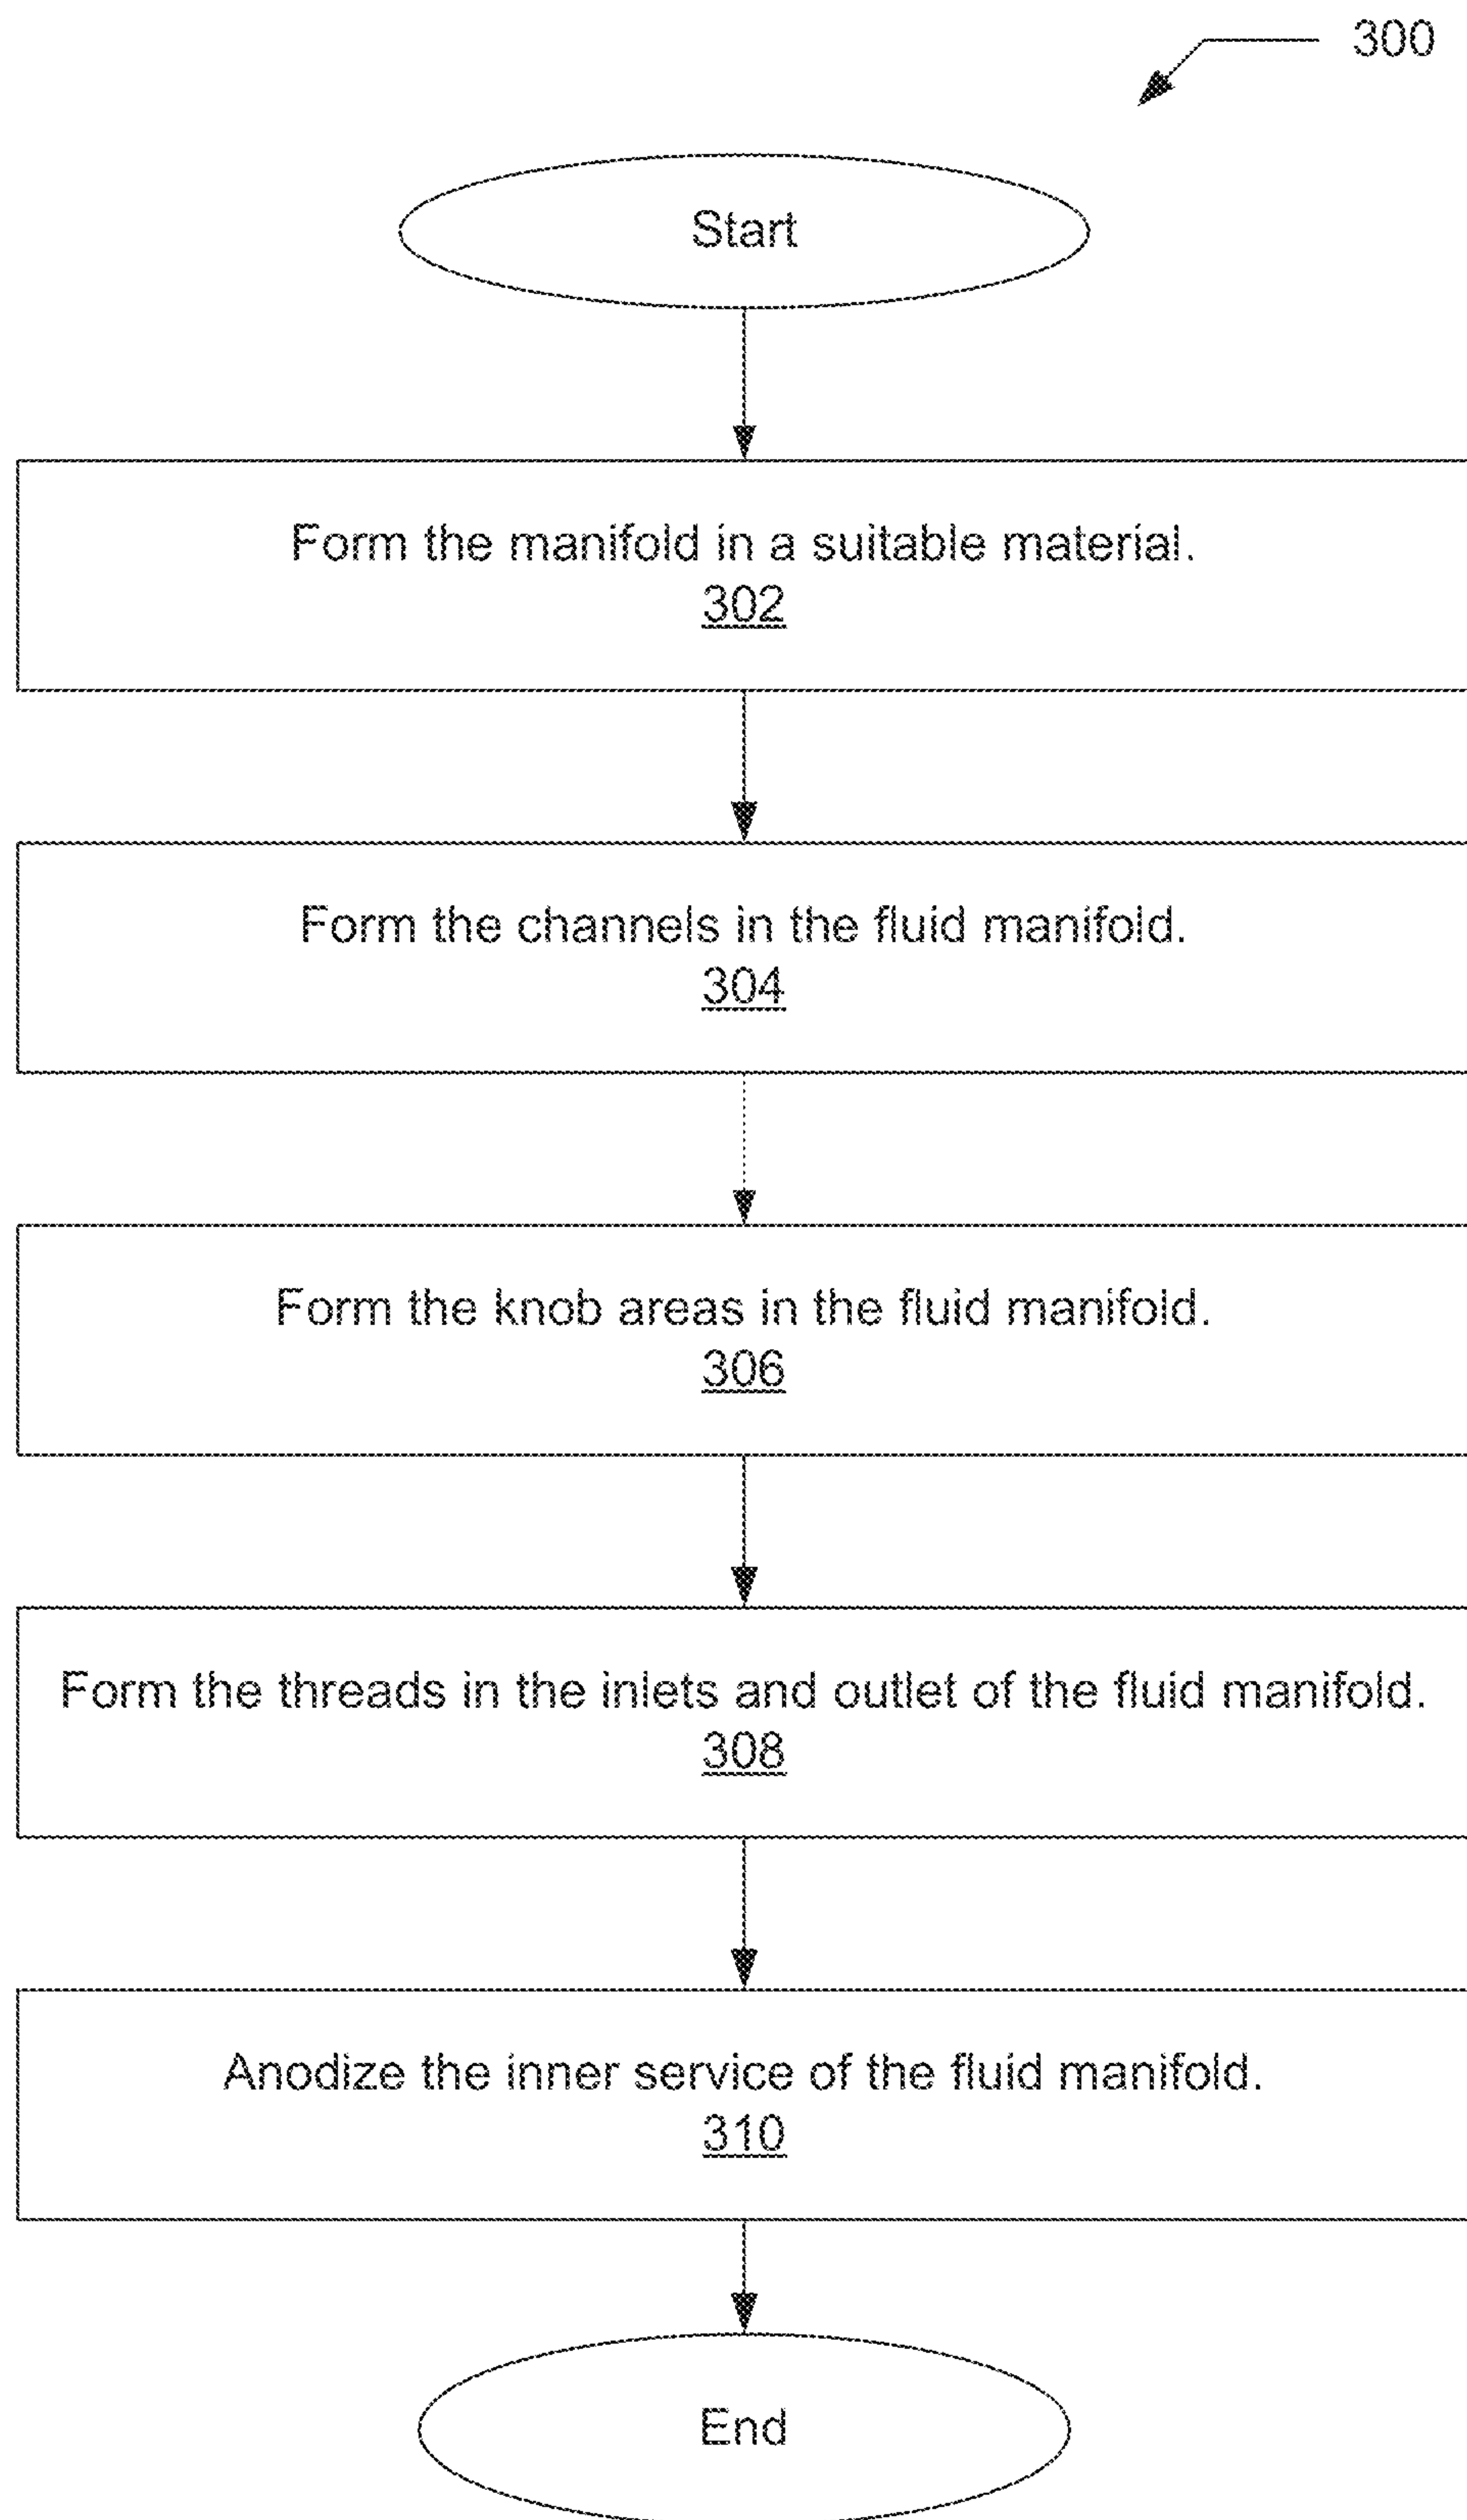 300
Start
Form the manifold in a suitable material.
302
Form the channels in the fluid manifold.
304
Form the knob areas in the fluid manifold.
306
Form the threads in the inlets and outlet of the fluid manifold.
308
Anodize the inner service of the fluid manifold.
310
End